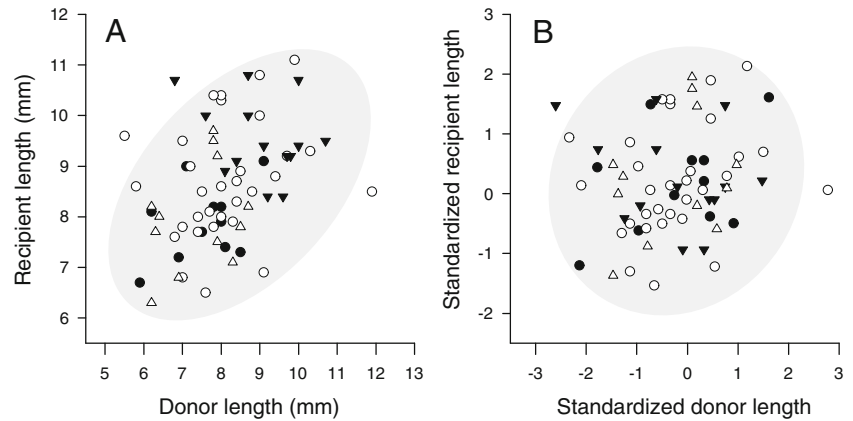 A
Recipient length (mm)
12
11
10
9
8
7
6
5 6 7 8 9 10 11 12 13
Donor length (mm)
B
Standardized recipient length
3
2
1
0
-1
-2
-3 -2 -1 0 1 2 3
Standardized donor length